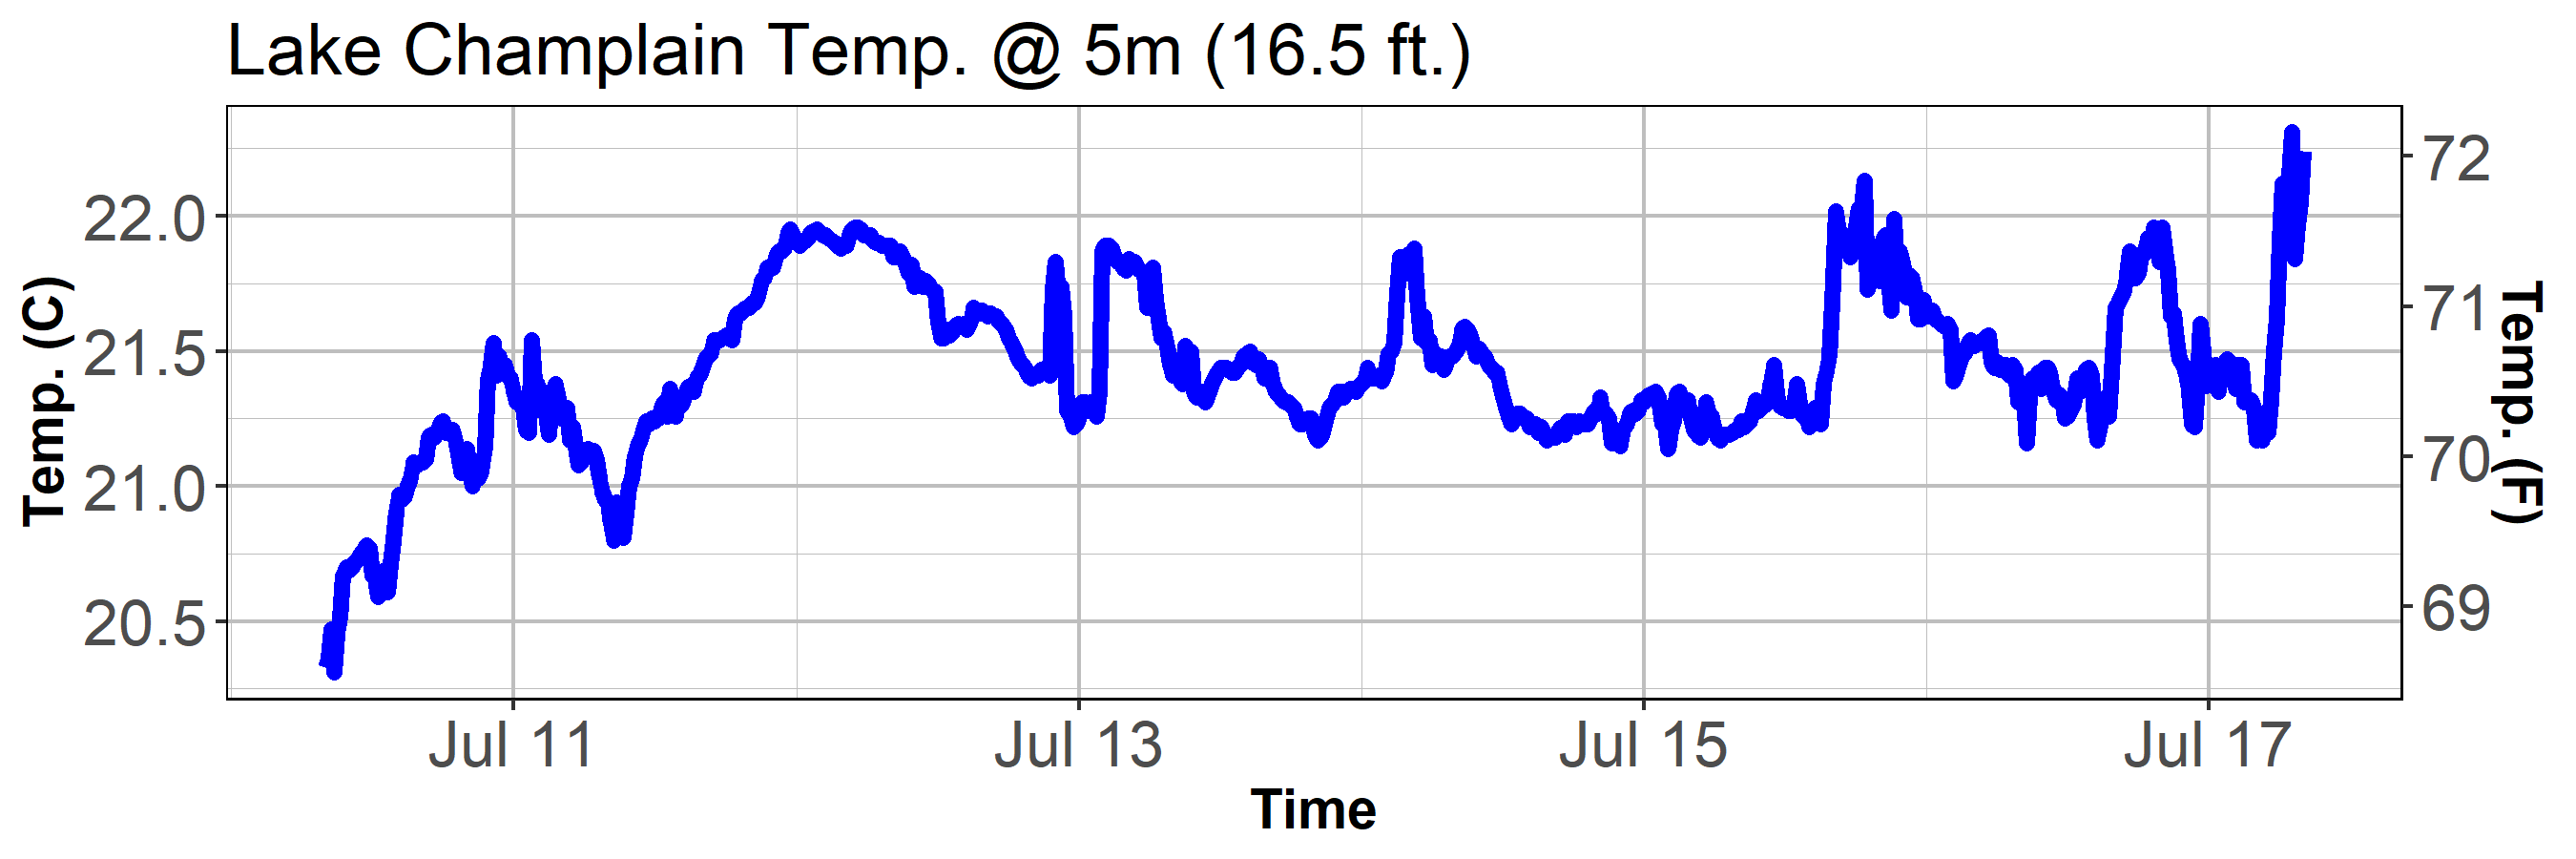 Lake Champlain Temp. @ 5m (16.5 ft.)
Temp. (C)
22.0
21.5
21.0
20.5
72
71
70
69
Temp. (F)
Jul 11 Jul 13 Jul 15 Jul 17
Time